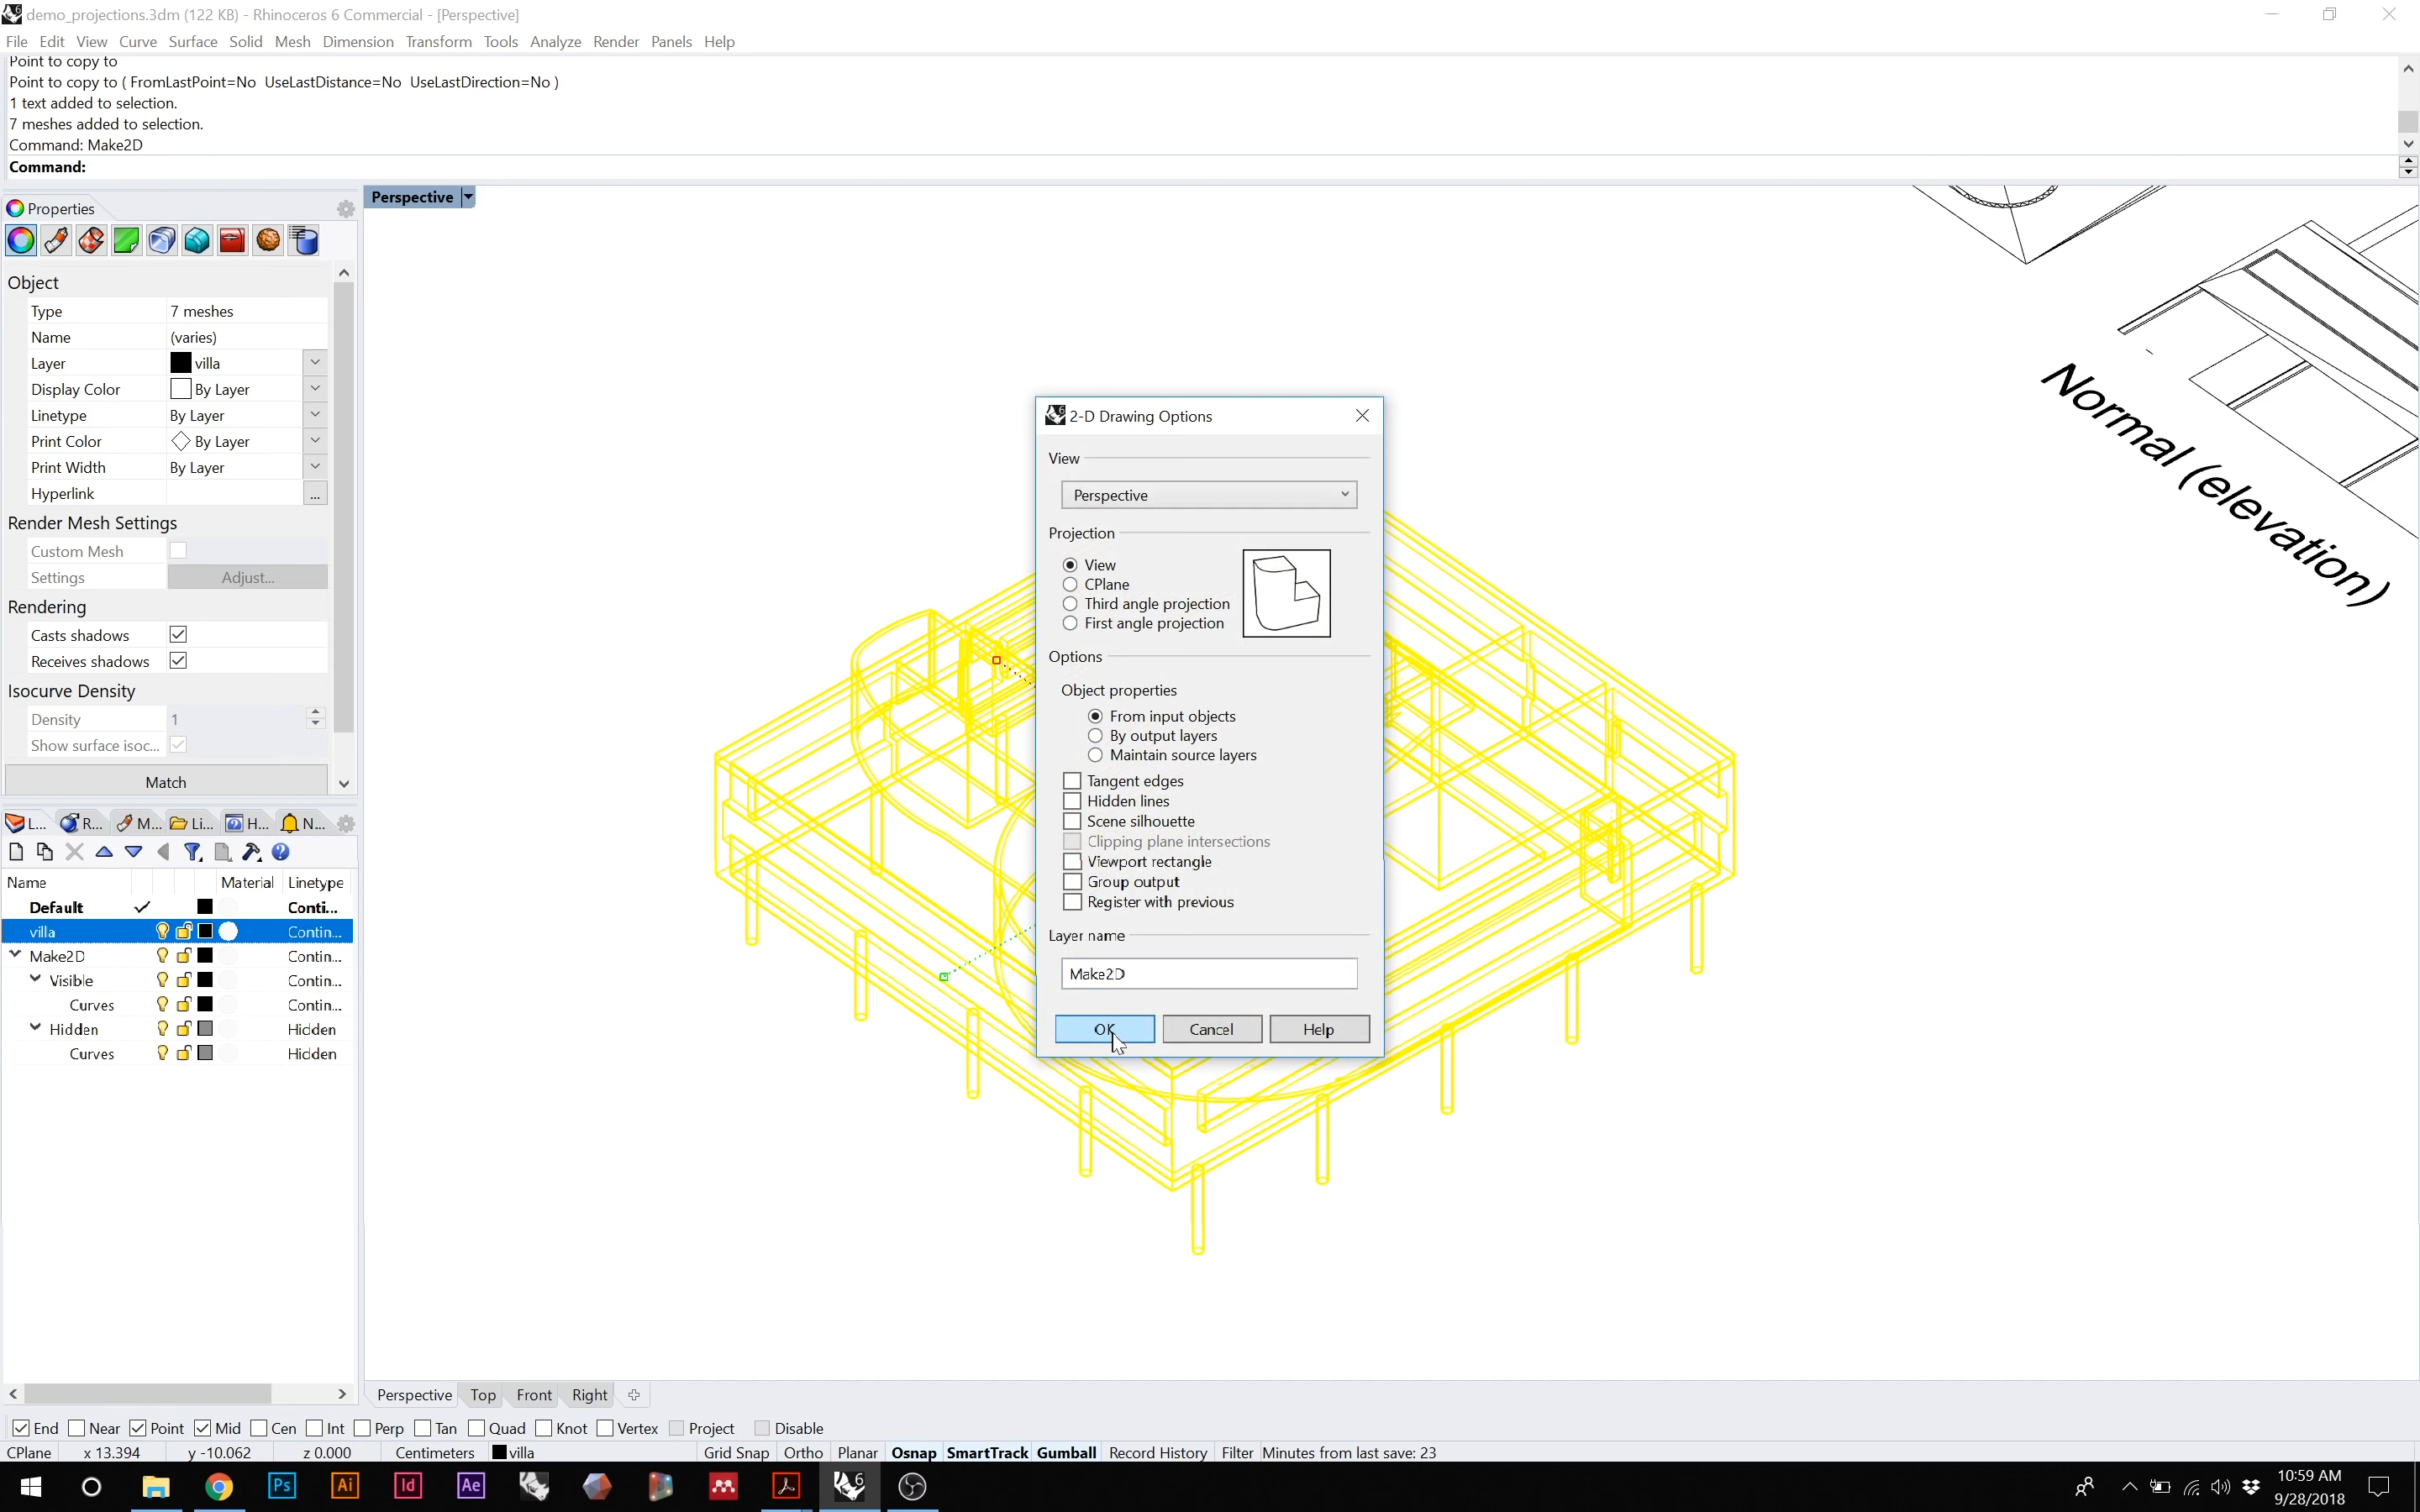 demo_projections.3dm (122 KB) - Rhinoceros 6 Commercial - [Perspective]
File Edit View Curve Surface Solid Mesh Dimension Transform Tools Analyze Render Panels Help
Point to copy to
Point to copy to ( FromLastPoint=No UseLastDistance=No UseLastDirection=No )
1 text added to selection.
7 meshes added to selection.
Command: Make2D
Command:
Properties
Object
Type 7 meshes
Name (varies)
Layer villa
Display Color By Layer
Linetype By Layer
Print Color By Layer
Print Width By Layer
Hyperlink ...
Render Mesh Settings
Custom Mesh
Settings Adjust...
Rendering
Casts shadows
Receives shadows
Isocurve Density
Density 1
Show surface isoc...
Match
L... R... M... Li... H... N...
Name Material Linetype
Default Conti...
villa Contin...
Make2D Contin...
Visible Contin...
Curves Contin...
Hidden Hidden
Curves Hidden
Perspective
Normal (elevation)
2-D Drawing Options
View
Perspective
Projection
View
CPlane
Third angle projection
First angle projection
Options
Object properties
From input objects
By output layers
Maintain source layers
Tangent edges
Hidden lines
Scene silhouette
Clipping plane intersections
Viewport rectangle
Group output
Register with previous
Layer name
Make2D
OK Cancel Help
Perspective Top Front Right
End Near Point Mid Cen Int Perp Tan Quad Knot Vertex Project Disable
CPlane x 13.394 y -10.062 z 0.000 Centimeters villa Grid Snap Ortho Planar Osnap SmartTrack Gumball Record History Filter Minutes from last save: 23
Ps Ai Id Ae 6
10:59 AM
9/28/2018